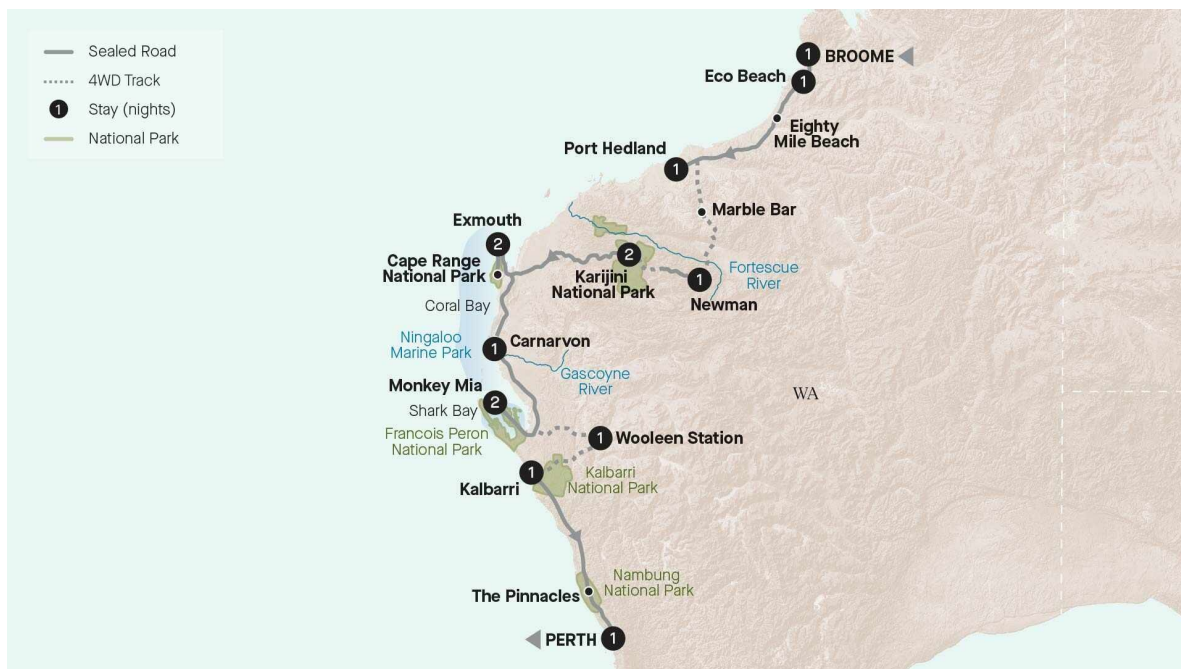 Sealed Road
4WD Track
1 Stay (nights)
National Park
1 BROOME
Eco Beach 1
Eighty
Mile Beach
Port Hedland
1
Marble Bar
Exmouth
2
Cape Range
National Park
2
Karijini
National Park
Fortescue
River
1
Newman
Coral Bay
Ningaloo
Marine Park
1 Carnarvon
Gascoyne
River
Monkey Mia
2
Shark Bay
Francois Peron
National Park
WA
1 Wooleen Station
1
Kalbarri
Kalbarri
National Park
Nambung
National Park
The Pinnacles
PERTH 1